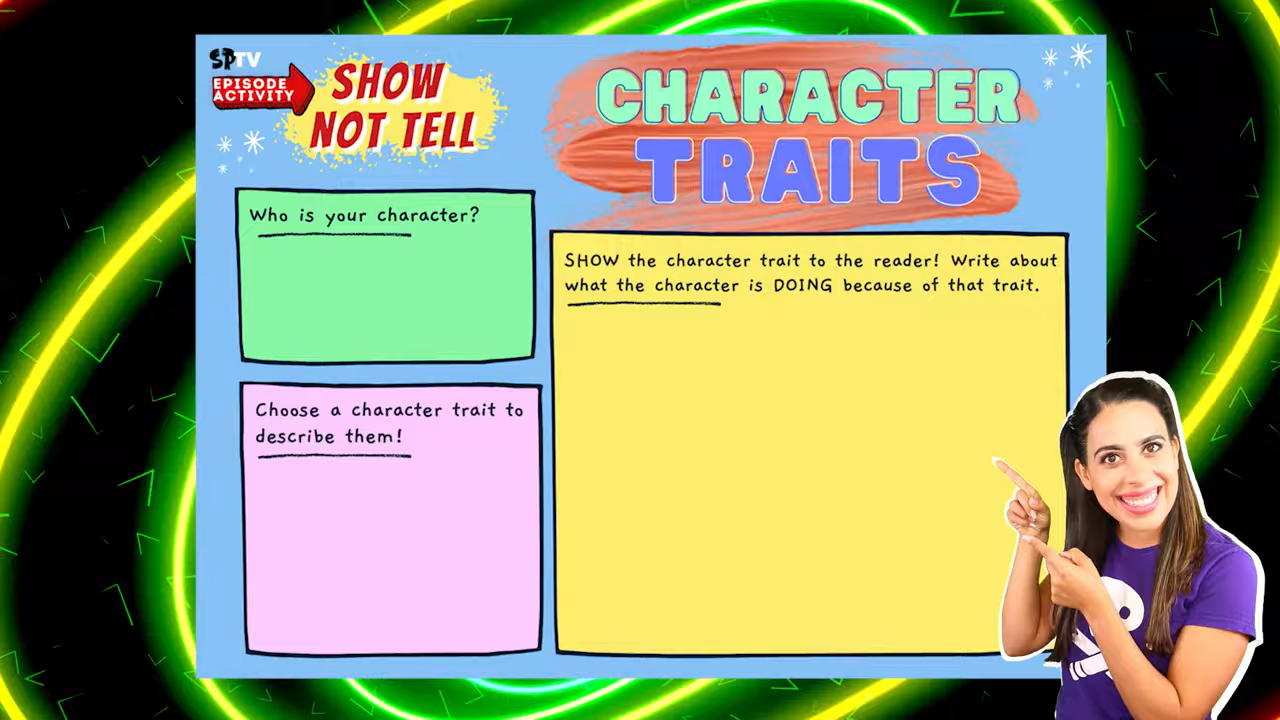 SPTV
EPISODE
ACTIVITY
SHOW
NOT TELL
CHARACTER
TRAITS
Who is your character?
Choose a character trait to
describe them!
SHOW the character trait to the reader! Write about
what the character is DOING because of that trait.